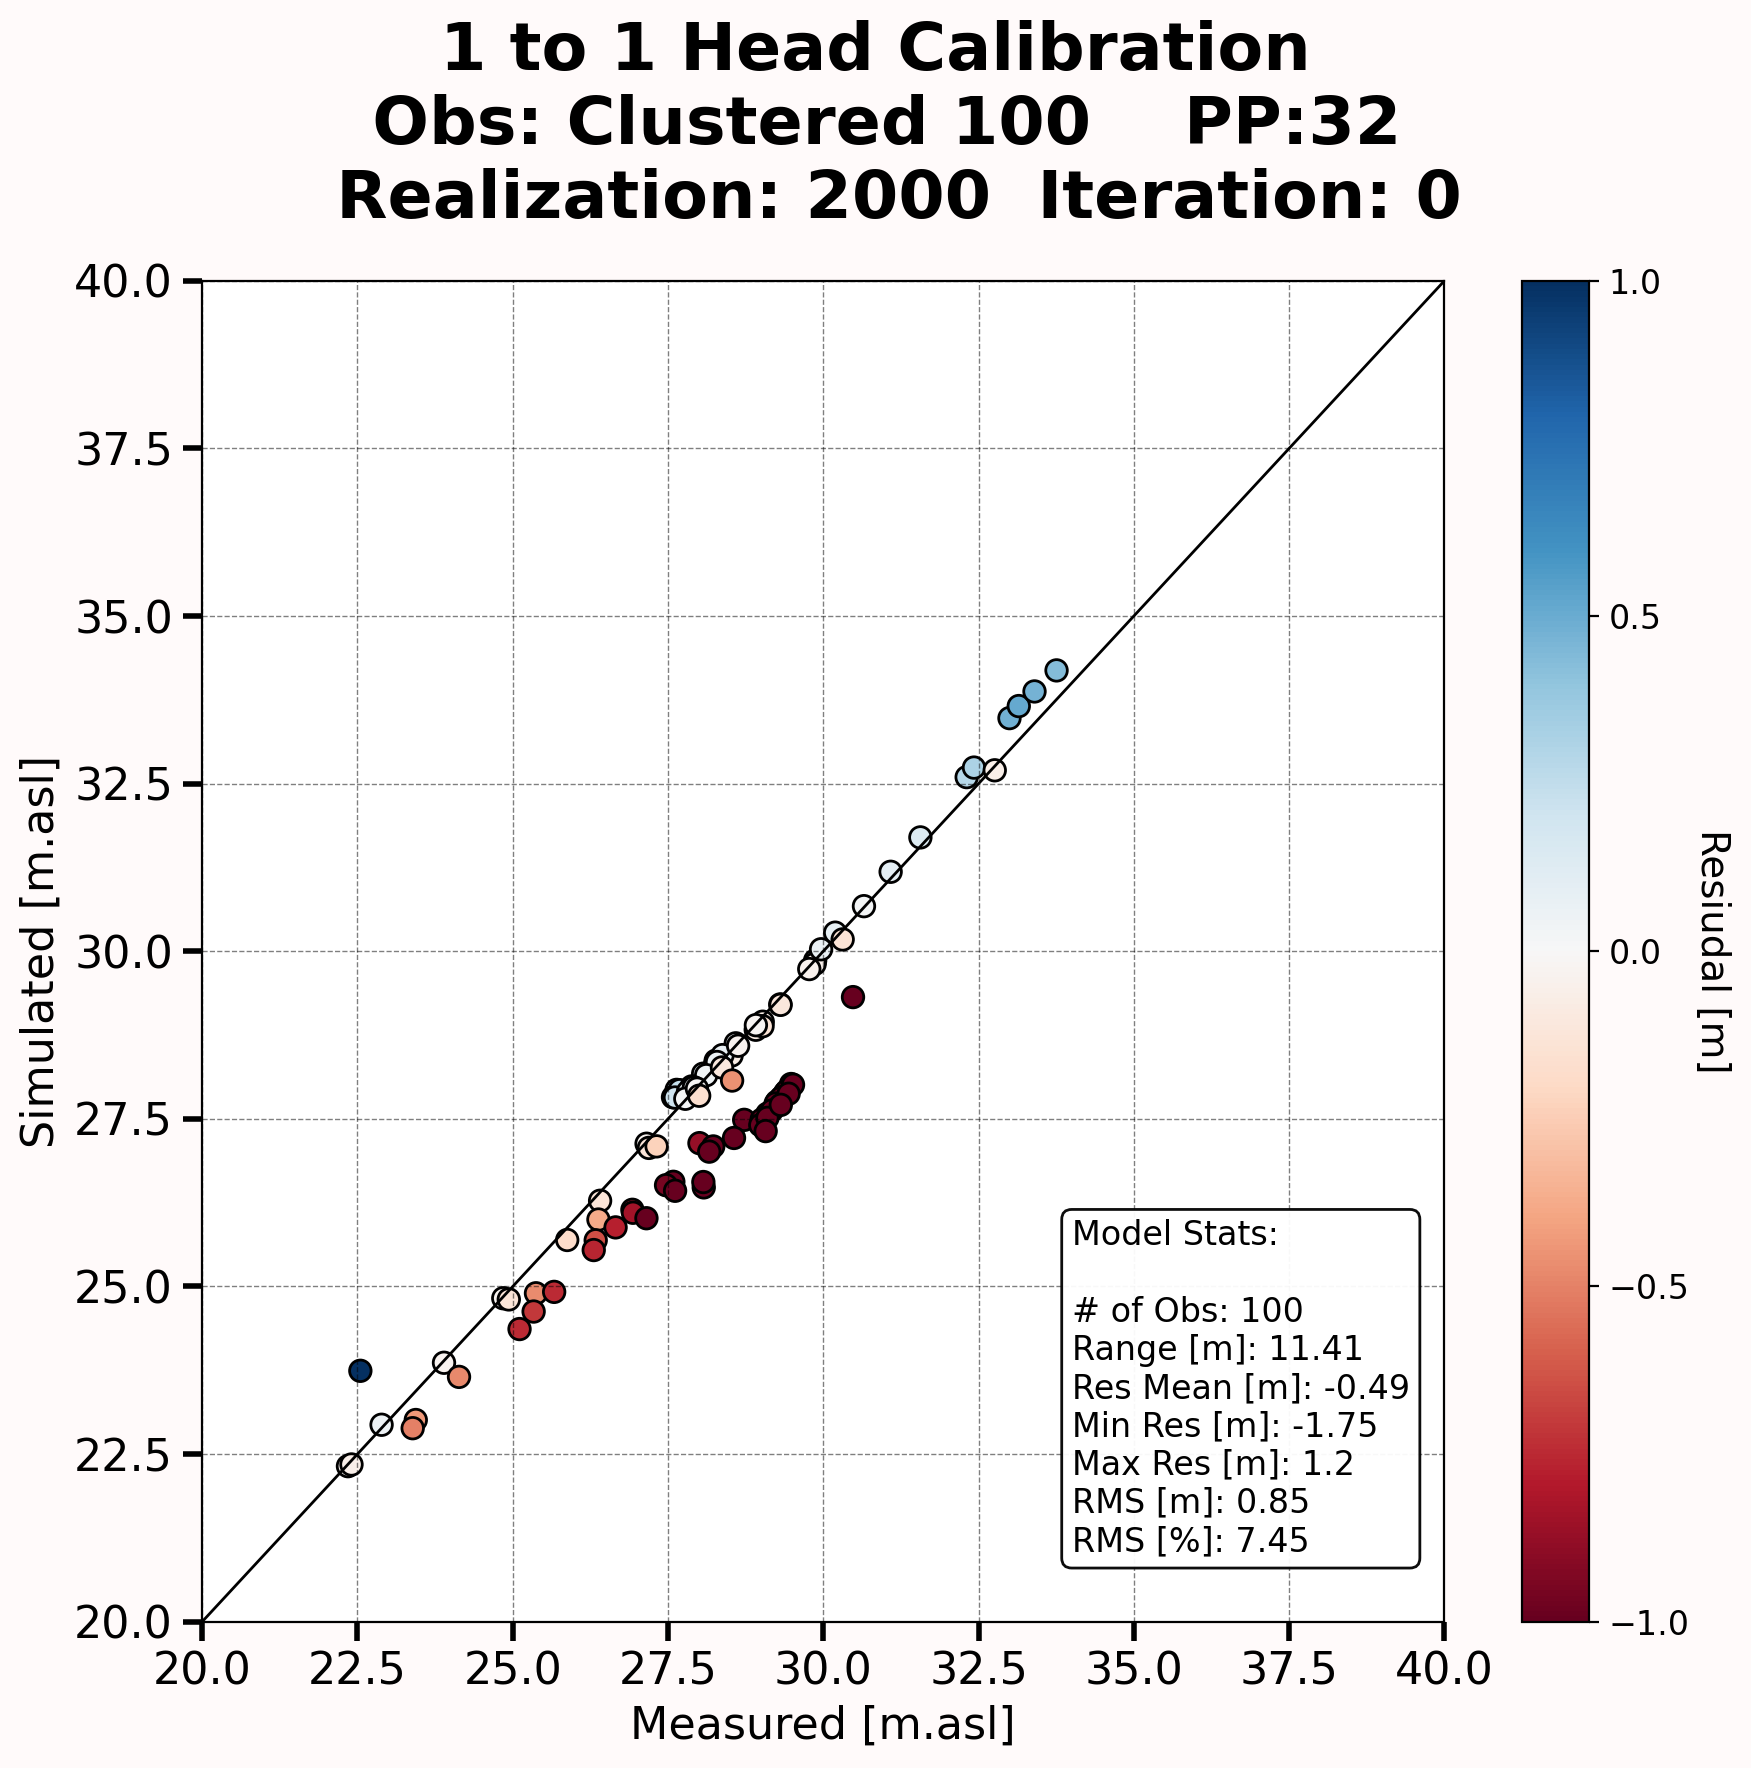 1 to 1 Head Calibration
Obs: Clustered 100 PP:32
Realization: 2000 Iteration: 0
40.0
37.5
35.0
32.5
30.0
27.5
25.0
22.5
20.0
Simulated [m.asl]
20.0 22.5 25.0 27.5 30.0 32.5 35.0 37.5 40.0
Measured [m.asl]
Model Stats:
# of Obs: 100
Range [m]: 11.41
Res Mean [m]: -0.49
Min Res [m]: -1.75
Max Res [m]: 1.2
RMS [m]: 0.85
RMS [%]: 7.45
1.0
0.5
0.0
−0.5
−1.0
Resiudal [m]